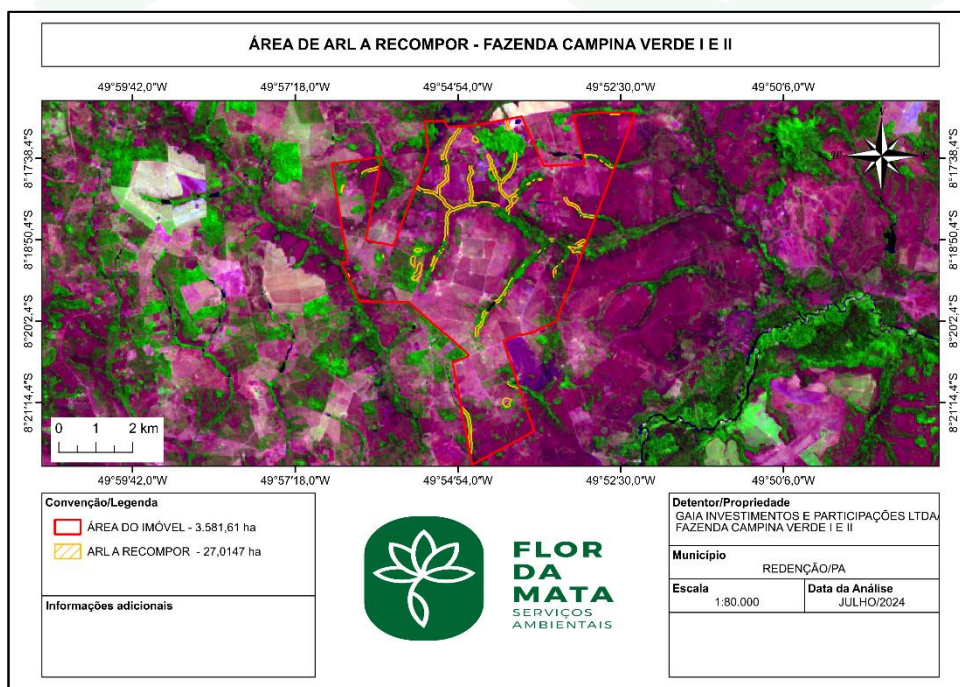 ÁREA DE ARL A RECOMPOR - FAZENDA CAMPINA VERDE I E II
49°59'42,0"W 49°57'18,0"W 49°54'54,0"W 49°52'30,0"W 49°50'6,0"W
8°17'38,4"S 8°17'38,4"S
8°18'50,4"S 8°18'50,4"S
8°20'2,4"S 8°20'2,4"S
8°21'14,4"S 8°21'14,4"S
0 1 2 km
49°59'42,0"W 49°57'18,0"W 49°54'54,0"W 49°52'30,0"W 49°50'6,0"W
Convenção/Legenda
ÁREA DO IMÓVEL - 3.581,61 ha
ARL A RECOMPOR - 27,0147 ha
Informações adicionais
FLOR
DA
MATA
SERVIÇOS
AMBIENTAIS
Detentor/Propriedade
GAIA INVESTIMENTOS E PARTICIPAÇÕES LTDA/
FAZENDA CAMPINA VERDE I E II
Município
REDENÇÃO/PA
Escala Data da Análise
1:80.000 JULHO/2024